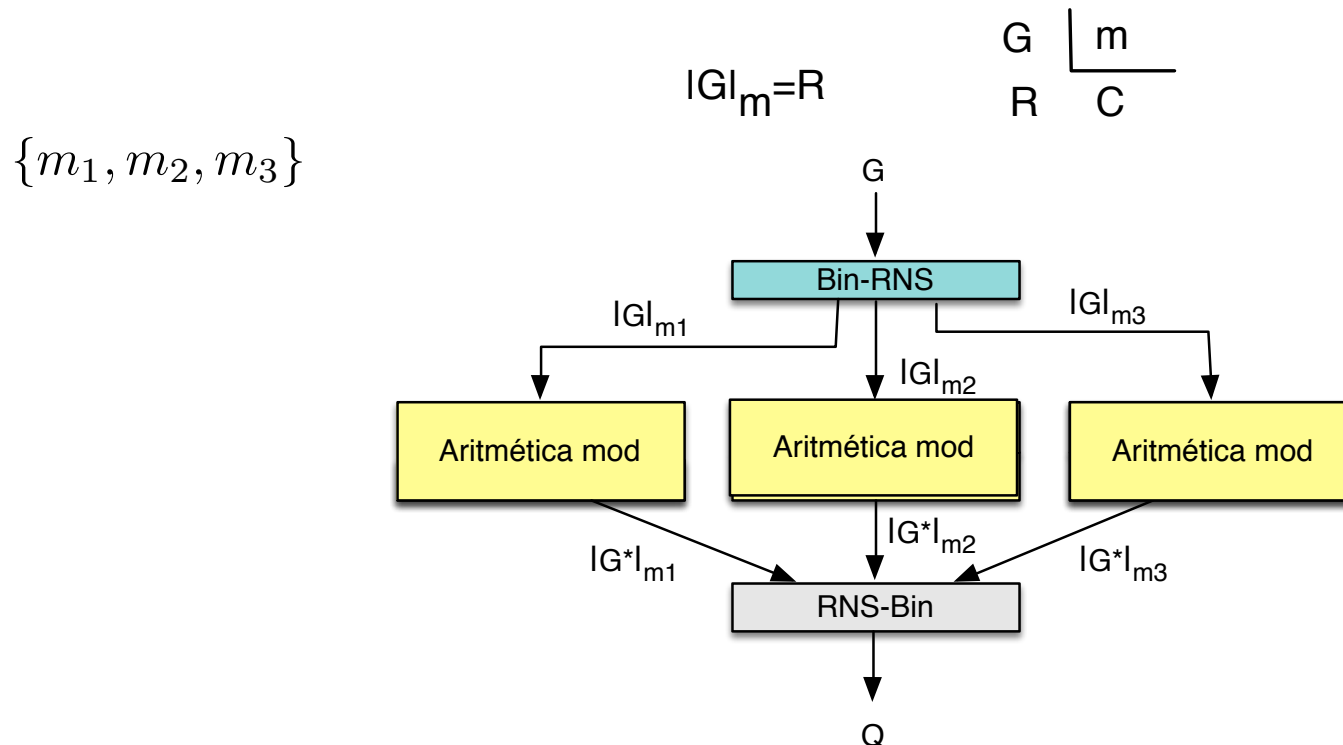 G m
|G|m=R
R C
{m1, m2, m3}
G
Bin-RNS
|G|m1
|G|m3
|G|m2
Aritmética mod
Aritmética mod
Aritmética mod
|G*|m2
|G*|m1
|G*|m3
RNS-Bin
Q